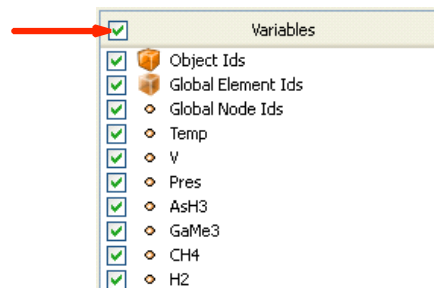 Variables
Object Ids
Global Element Ids
Global Node Ids
Temp
V
Pres
AsH3
GaMe3
CH4
H2